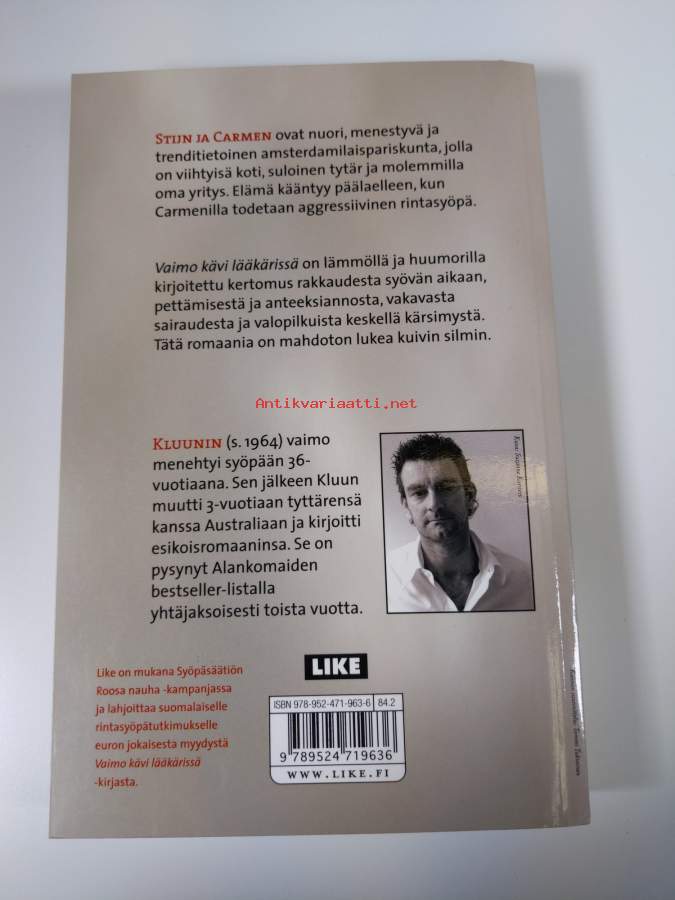 STIJN JA CARMEN ovat nuori, menestyvä ja
trenditietoinen amsterdamilaispariskunta, jolla
on viihtyisä koti, suloinen tytär ja molemmilla
oma yritys. Elämä kääntyy päälaelleen, kun
Carmenilla todetaan aggressiivinen rintasyöpä.
Vaimo kävi lääkärissä on lämmöllä ja huumorilla
kirjoitettu kertomus rakkaudesta syövän aikaan,
pettämisestä ja anteeksiannosta, vakavasta
sairaudesta ja valopilkuista keskellä kärsimystä.
Tätä romaania on mahdoton lukea kuivin silmin.
Antikvariaatti.net
KLUUNIN (s. 1964) vaimo
menehtyi syöpään 36-
vuotiaana. Sen jälkeen Kluun
muutti 3-vuotiaan tyttärensä
kanssa Australiaan ja kirjoitti
esikoisromaaninsa. Se on
pysynyt Alankomaiden
bestseller-listalla
yhtäjaksoisesti toista vuotta.
Like on mukana Syöpäsäätiön
Roosa nauha -kampanjassa
ja lahjoittaa suomalaiselle
rintasyöpätutkimukselle
euron jokaisesta myydystä
Vaimo kävi lääkärissä
-kirjasta.
LIKE
ISBN 978-952-471-963-6 84.2
9 789524 719636
WWW.LIKE.FI